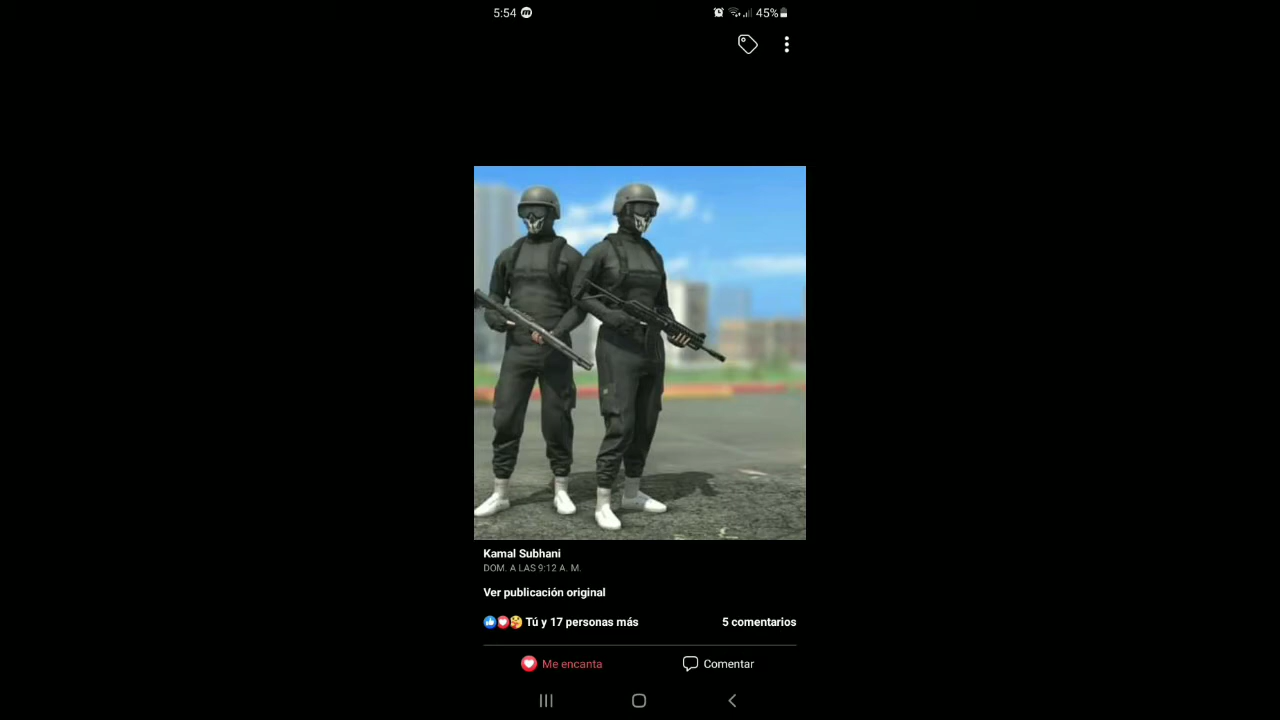 5:54
45%
Kamal Subhani
DOM. A LAS 9:12 A. M.
Ver publicación original
Tú y 17 personas más
5 comentarios
Me encanta
Comentar